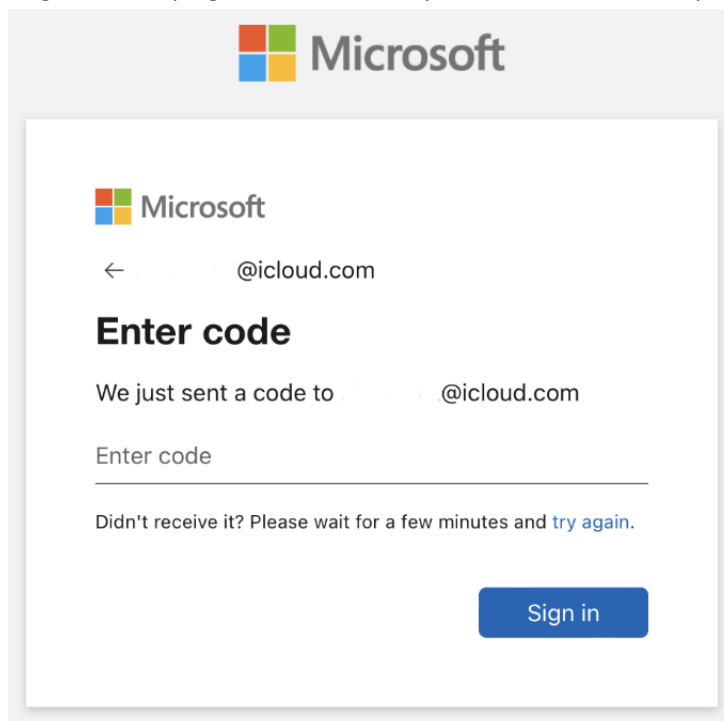 Microsoft
Microsoft
← @icloud.com
Enter code
We just sent a code to @icloud.com
Enter code
Didn't receive it? Please wait for a few minutes and try again.
Sign in